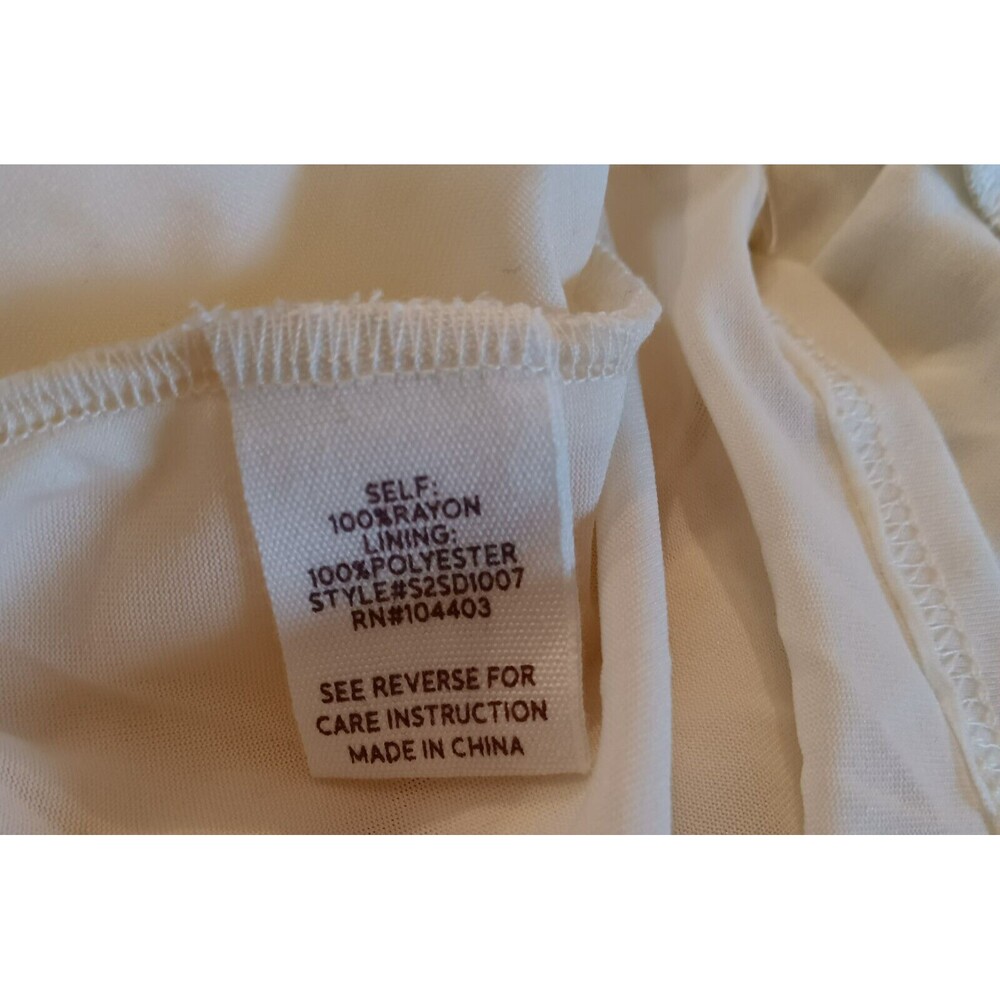 SELF:
100%RAYON
LINING:
100%POLYESTER
STYLE#S2SD1007
RN#104403
SEE REVERSE FOR
CARE INSTRUCTION
MADE IN CHINA